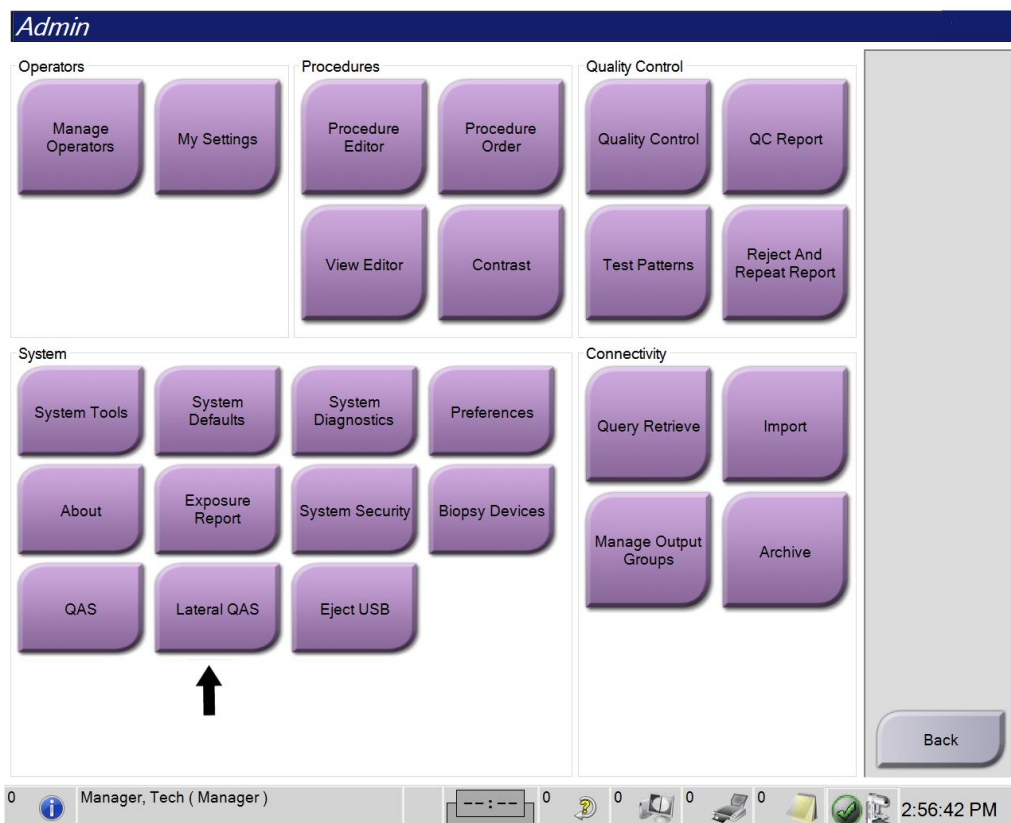 Admin
Operators
Manage
Operators
My Settings
Procedures
Procedure
Editor
Procedure
Order
View Editor
Contrast
Quality Control
Quality Control
QC Report
Test Patterns
Reject And
Repeat Report
System
System Tools
System
Defaults
System
Diagnostics
Preferences
About
Exposure
Report
System Security
Biopsy Devices
QAS
Lateral QAS
Eject USB
Connectivity
Query Retrieve
Import
Manage Output
Groups
Archive
Back
0
Manager, Tech ( Manager )
--:--
0
0
0
0
2:56:42 PM